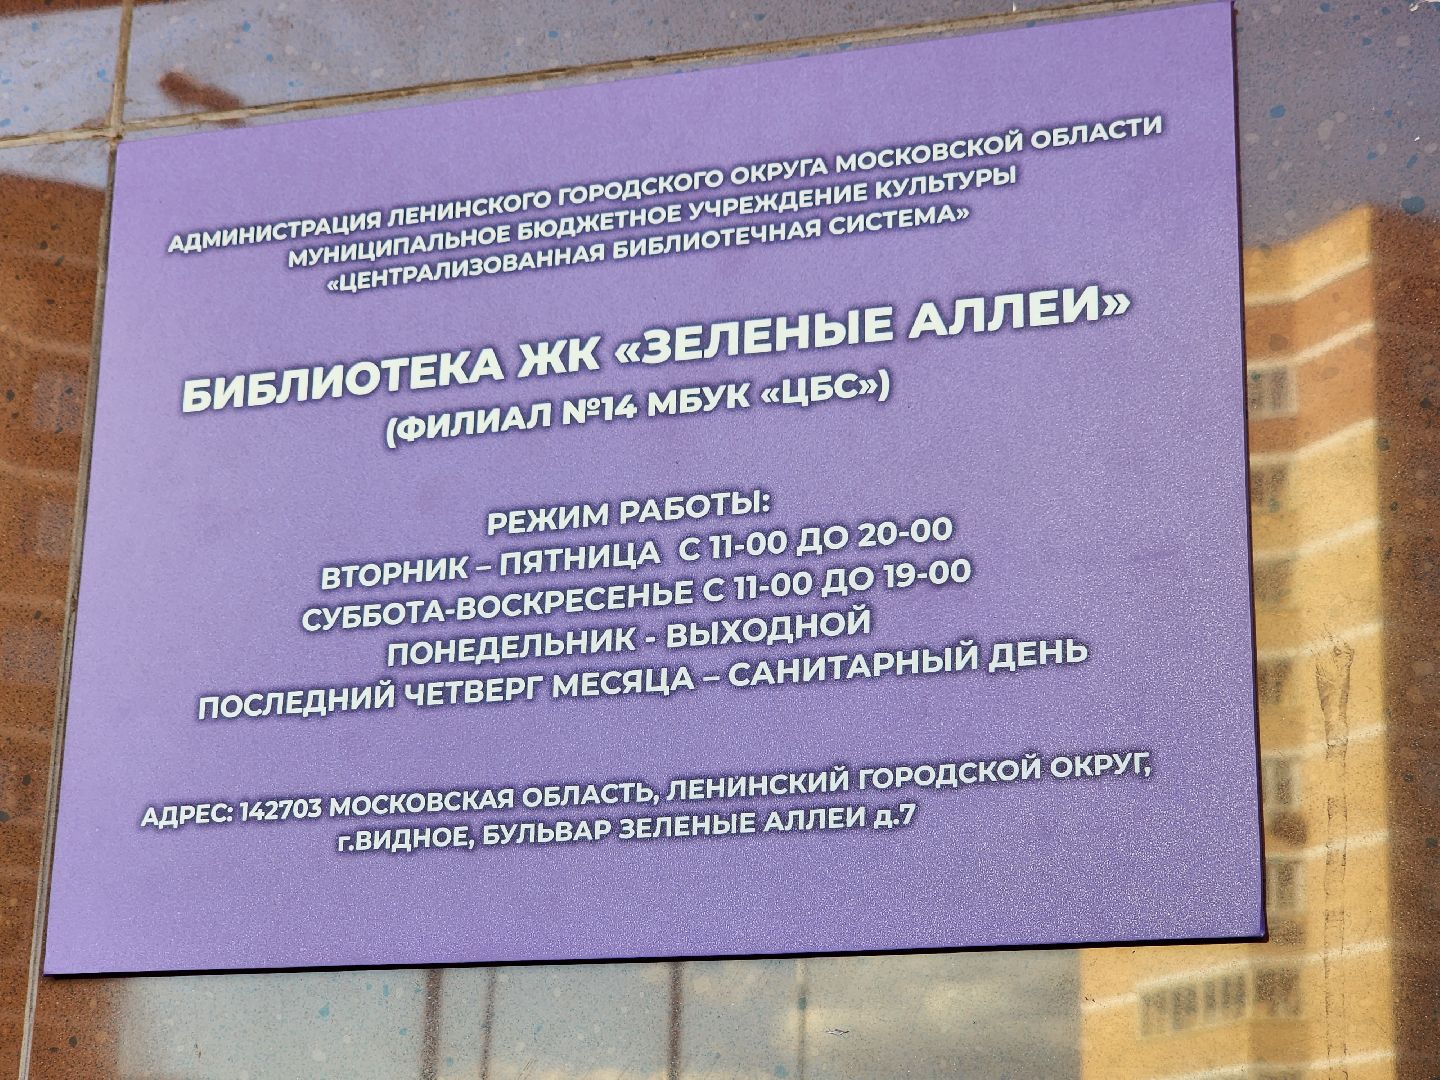 АДМИНИСТРАЦИЯ ЛЕНИНСКОГО ГОРОДСКОГО ОКРУГА МОСКОВСКОЙ ОБЛАСТИ
МУНИЦИПАЛЬНОЕ БЮДЖЕТНОЕ УЧРЕЖДЕНИЕ КУЛЬТУРЫ
«ЦЕНТРАЛИЗОВАННАЯ БИБЛИОТЕЧНАЯ СИСТЕМА»
БИБЛИОТЕКА ЖК «ЗЕЛЕНЫЕ АЛЛЕИ»
(ФИЛИАЛ №14 МБУК «ЦБС»)
РЕЖИМ РАБОТЫ:
ВТОРНИК – ПЯТНИЦА С 11-00 ДО 20-00
СУББОТА-ВОСКРЕСЕНЬЕ С 11-00 ДО 19-00
ПОНЕДЕЛЬНИК - ВЫХОДНОЙ
ПОСЛЕДНИЙ ЧЕТВЕРГ МЕСЯЦА – САНИТАРНЫЙ ДЕНЬ
АДРЕС: 142703 МОСКОВСКАЯ ОБЛАСТЬ, ЛЕНИНСКИЙ ГОРОДСКОЙ ОКРУГ,
г.ВИДНОЕ, БУЛЬВАР ЗЕЛЕНЫЕ АЛЛЕИ д.7